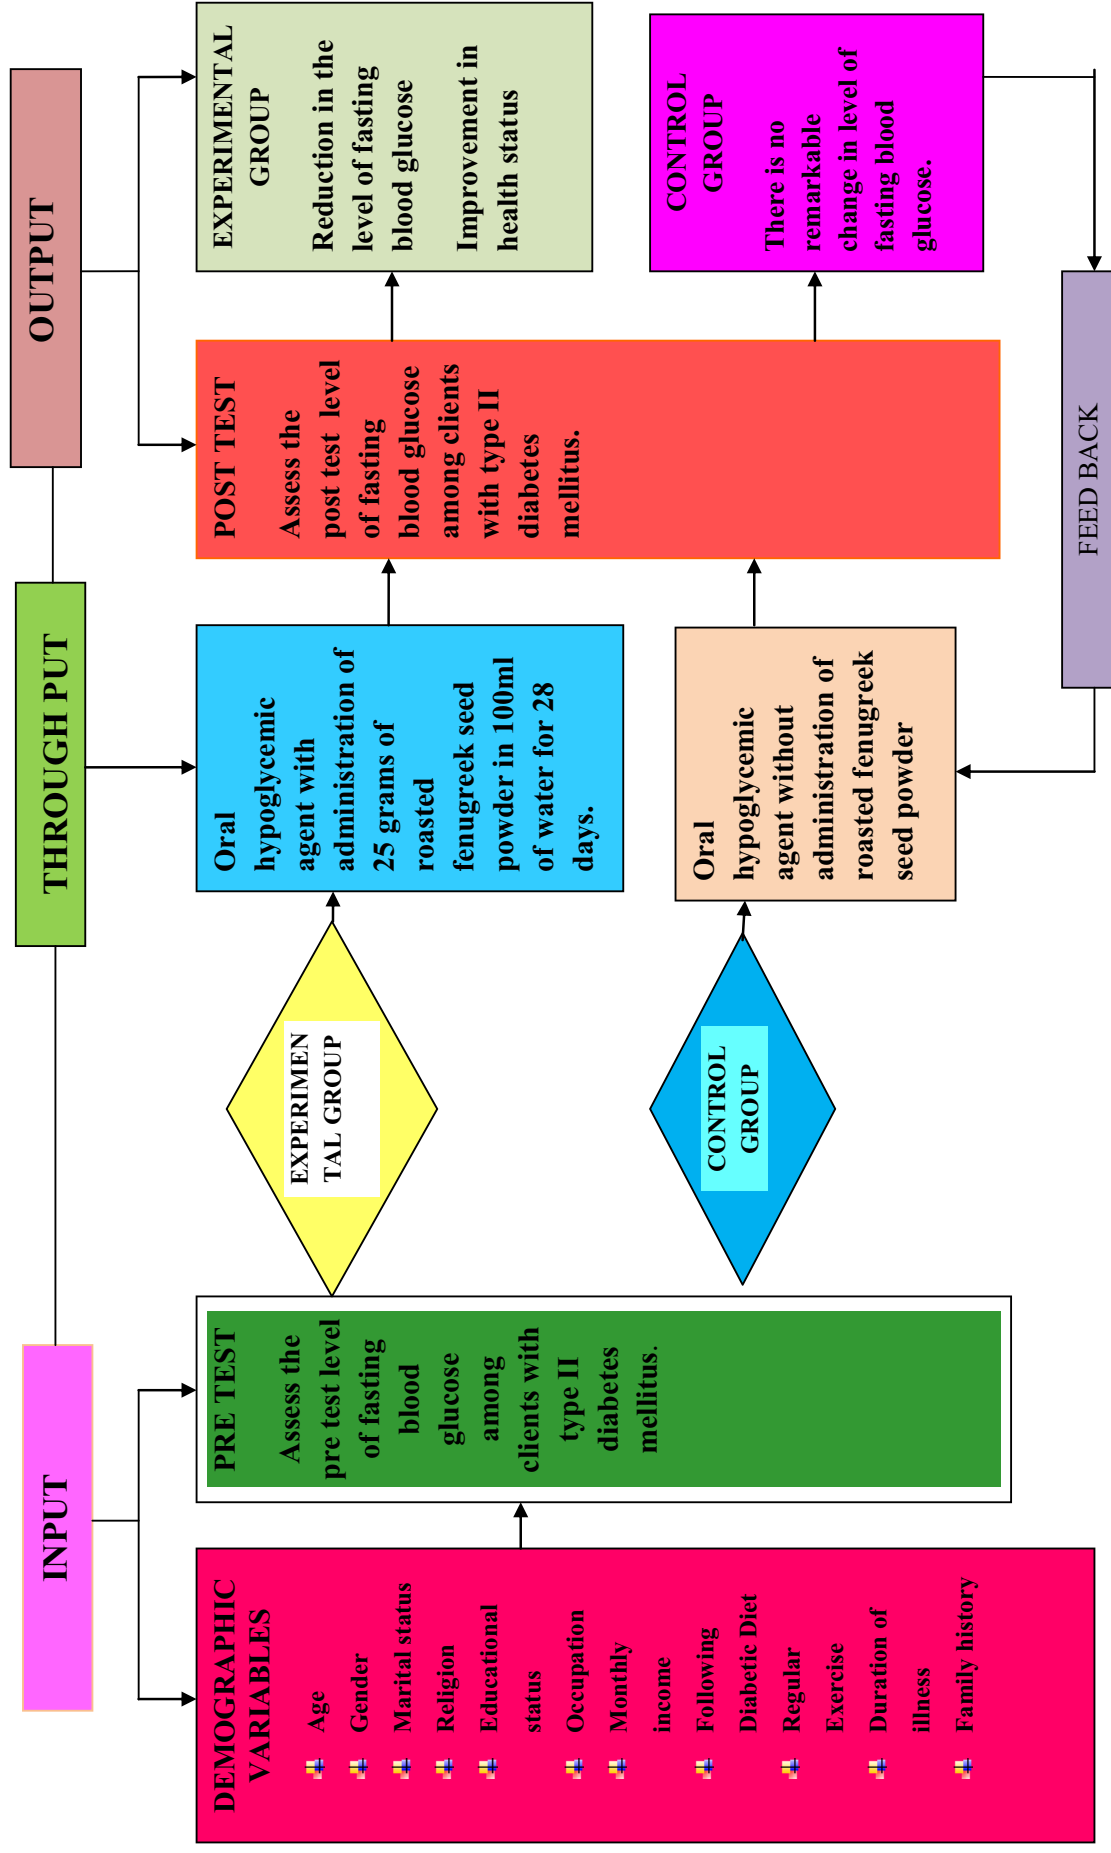 INPUT
THROUGH PUT
OUTPUT
DEMOGRAPHIC
VARIABLES
Age
Gender
Marital status
Religion
Educational
status
Occupation
Monthly
income
Following
Diabetic Diet
Regular
Exercise
Duration of
illness
Family history
PRE TEST
Assess the
pre test level
of fasting
blood
glucose
among
clients with
type II
diabetes
mellitus.
EXPERIMEN
TAL GROUP
CONTROL
GROUP
Oral
hypoglycemic
agent with
administration of
25 grams of
roasted
fenugreek seed
powder in 100ml
of water for 28
days.
Oral
hypoglycemic
agent without
administration of
roasted fenugreek
seed powder
POST TEST
Assess the
post test level
of fasting
blood glucose
among clients
with type II
diabetes
mellitus.
EXPERIMENTAL
GROUP
Reduction in the
level of fasting
blood glucose
Improvement in
health status
CONTROL
GROUP
There is no
remarkable
change in level of
fasting blood
glucose.
FEED BACK